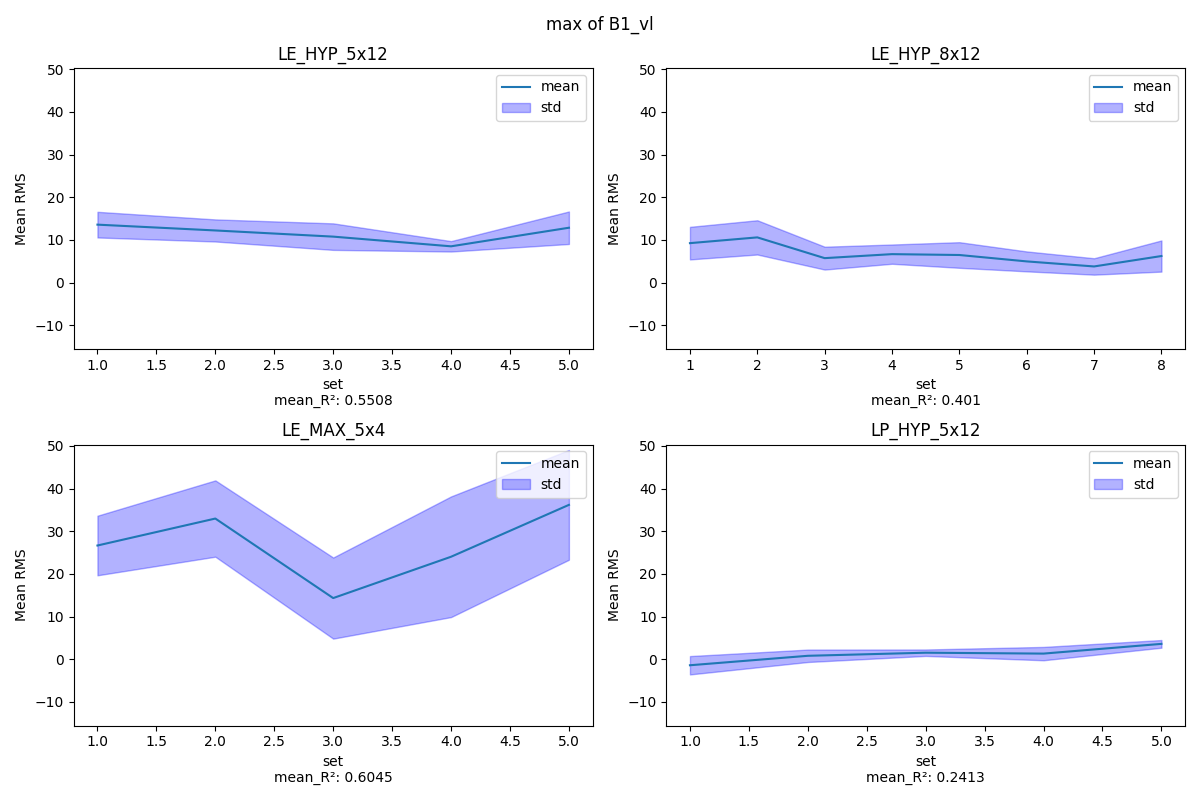 max of B1_vl
LE_HYP_5x12
50
40
30
20
10
0
−10
Mean RMS
mean
std
1.0 1.5 2.0 2.5 3.0 3.5 4.0 4.5 5.0
set
mean_R²: 0.5508
LE_HYP_8x12
50
40
30
20
10
0
−10
Mean RMS
mean
std
1 2 3 4 5 6 7 8
set
mean_R²: 0.401
LE_MAX_5x4
50
40
30
20
10
0
−10
Mean RMS
mean
std
1.0 1.5 2.0 2.5 3.0 3.5 4.0 4.5 5.0
set
mean_R²: 0.6045
LP_HYP_5x12
50
40
30
20
10
0
−10
Mean RMS
mean
std
1.0 1.5 2.0 2.5 3.0 3.5 4.0 4.5 5.0
set
mean_R²: 0.2413